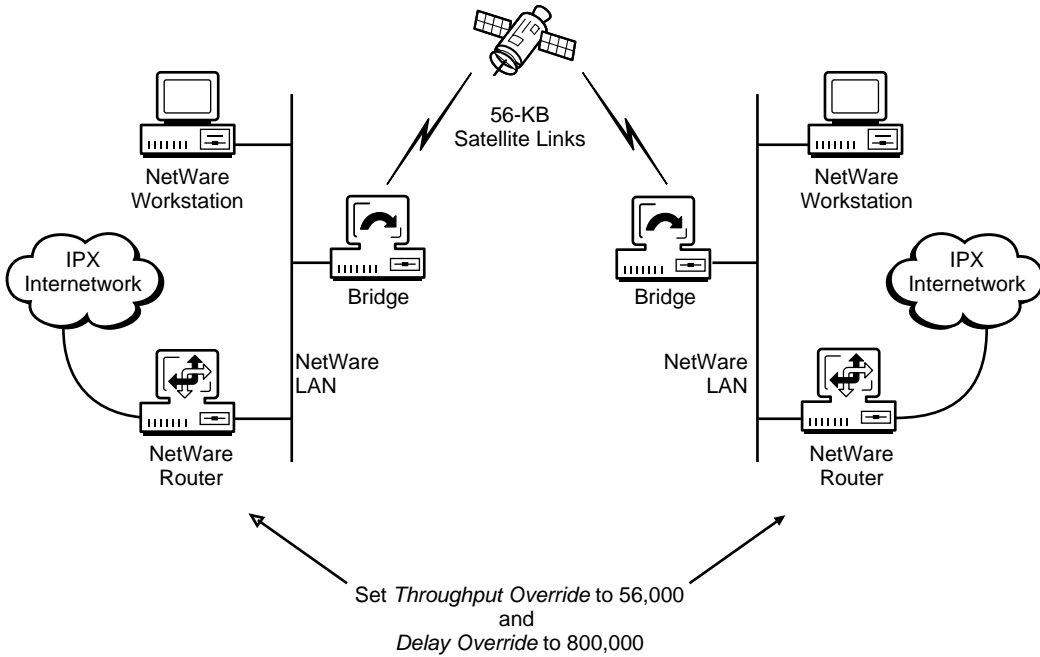 56-KB
Satellite Links
NetWare
Workstation
NetWare
Workstation
IPX
Internetwork
Bridge
Bridge
IPX
Internetwork
NetWare
LAN
NetWare
LAN
NetWare
Router
NetWare
Router
Set Throughput Override to 56,000
and
Delay Override to 800,000